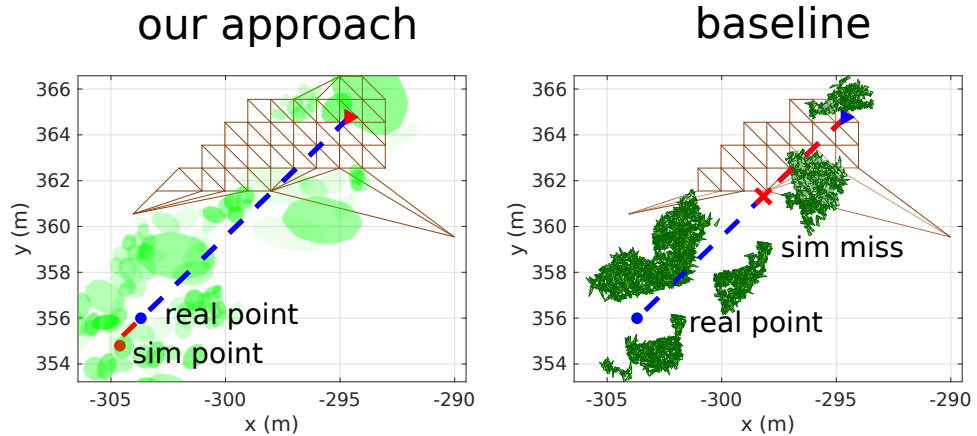 our approach
baseline
366
364
362
360
358
356
354
y (m)
real point
sim point
-305
-300
-295
-290
x (m)
366
364
362
360
358
356
354
y (m)
sim miss
real point
-305
-300
-295
-290
x (m)